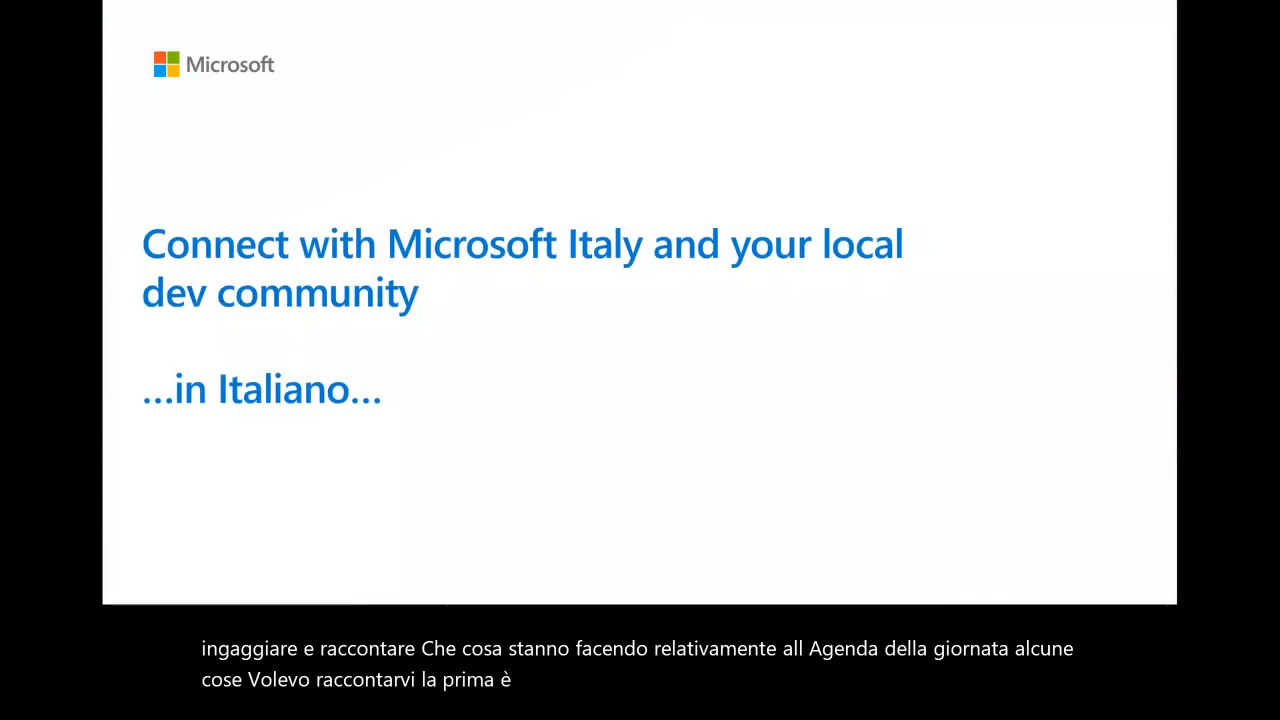 Microsoft
Connect with Microsoft Italy and your local
dev community
...in Italiano...
ingaggiare e raccontare Che cosa stanno facendo relativamente all Agenda della giornata alcune
cose Volevo raccontarvi la prima è